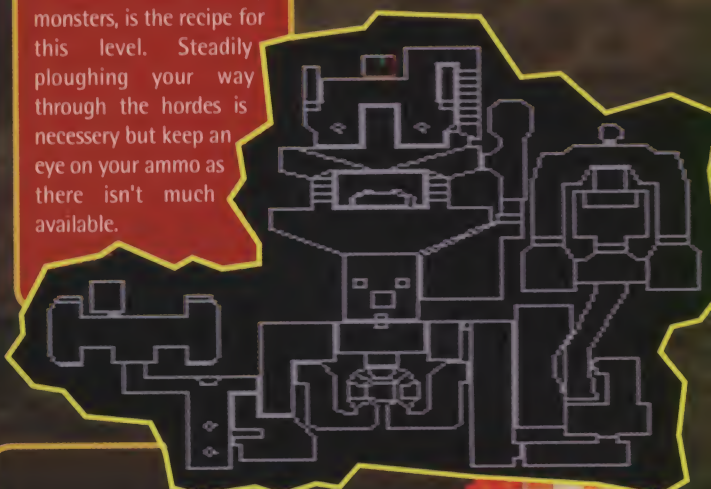 monsters, is the recipe for
this level. Steadily
ploughing your way
through the hordes is
necessery but keep an
eye on your ammo as
there isn't much
available.